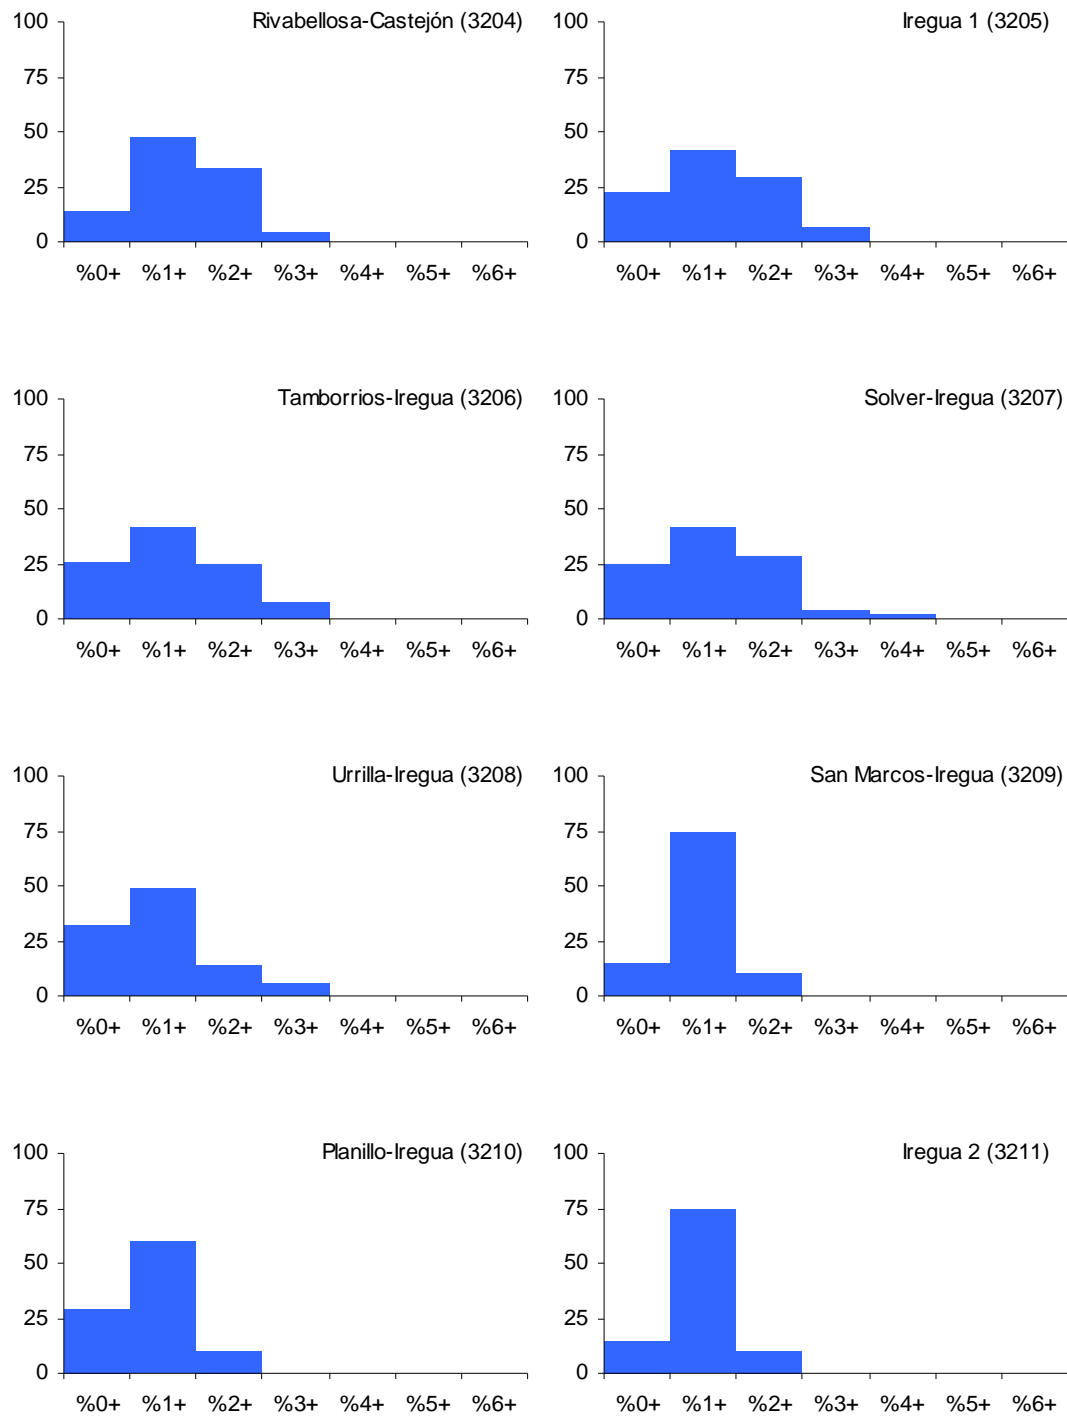 Rivabellosa-Castejón (3204)
100
75
50
25
0
%0+ %1+ %2+ %3+ %4+ %5+ %6+
Iregua 1 (3205)
100
75
50
25
0
%0+ %1+ %2+ %3+ %4+ %5+ %6+
Tamborrios-Iregua (3206)
100
75
50
25
0
%0+ %1+ %2+ %3+ %4+ %5+ %6+
Solver-Iregua (3207)
100
75
50
25
0
%0+ %1+ %2+ %3+ %4+ %5+ %6+
Urrilla-Iregua (3208)
100
75
50
25
0
%0+ %1+ %2+ %3+ %4+ %5+ %6+
San Marcos-Iregua (3209)
100
75
50
25
0
%0+ %1+ %2+ %3+ %4+ %5+ %6+
Planillo-Iregua (3210)
100
75
50
25
0
%0+ %1+ %2+ %3+ %4+ %5+ %6+
Iregua 2 (3211)
100
75
50
25
0
%0+ %1+ %2+ %3+ %4+ %5+ %6+